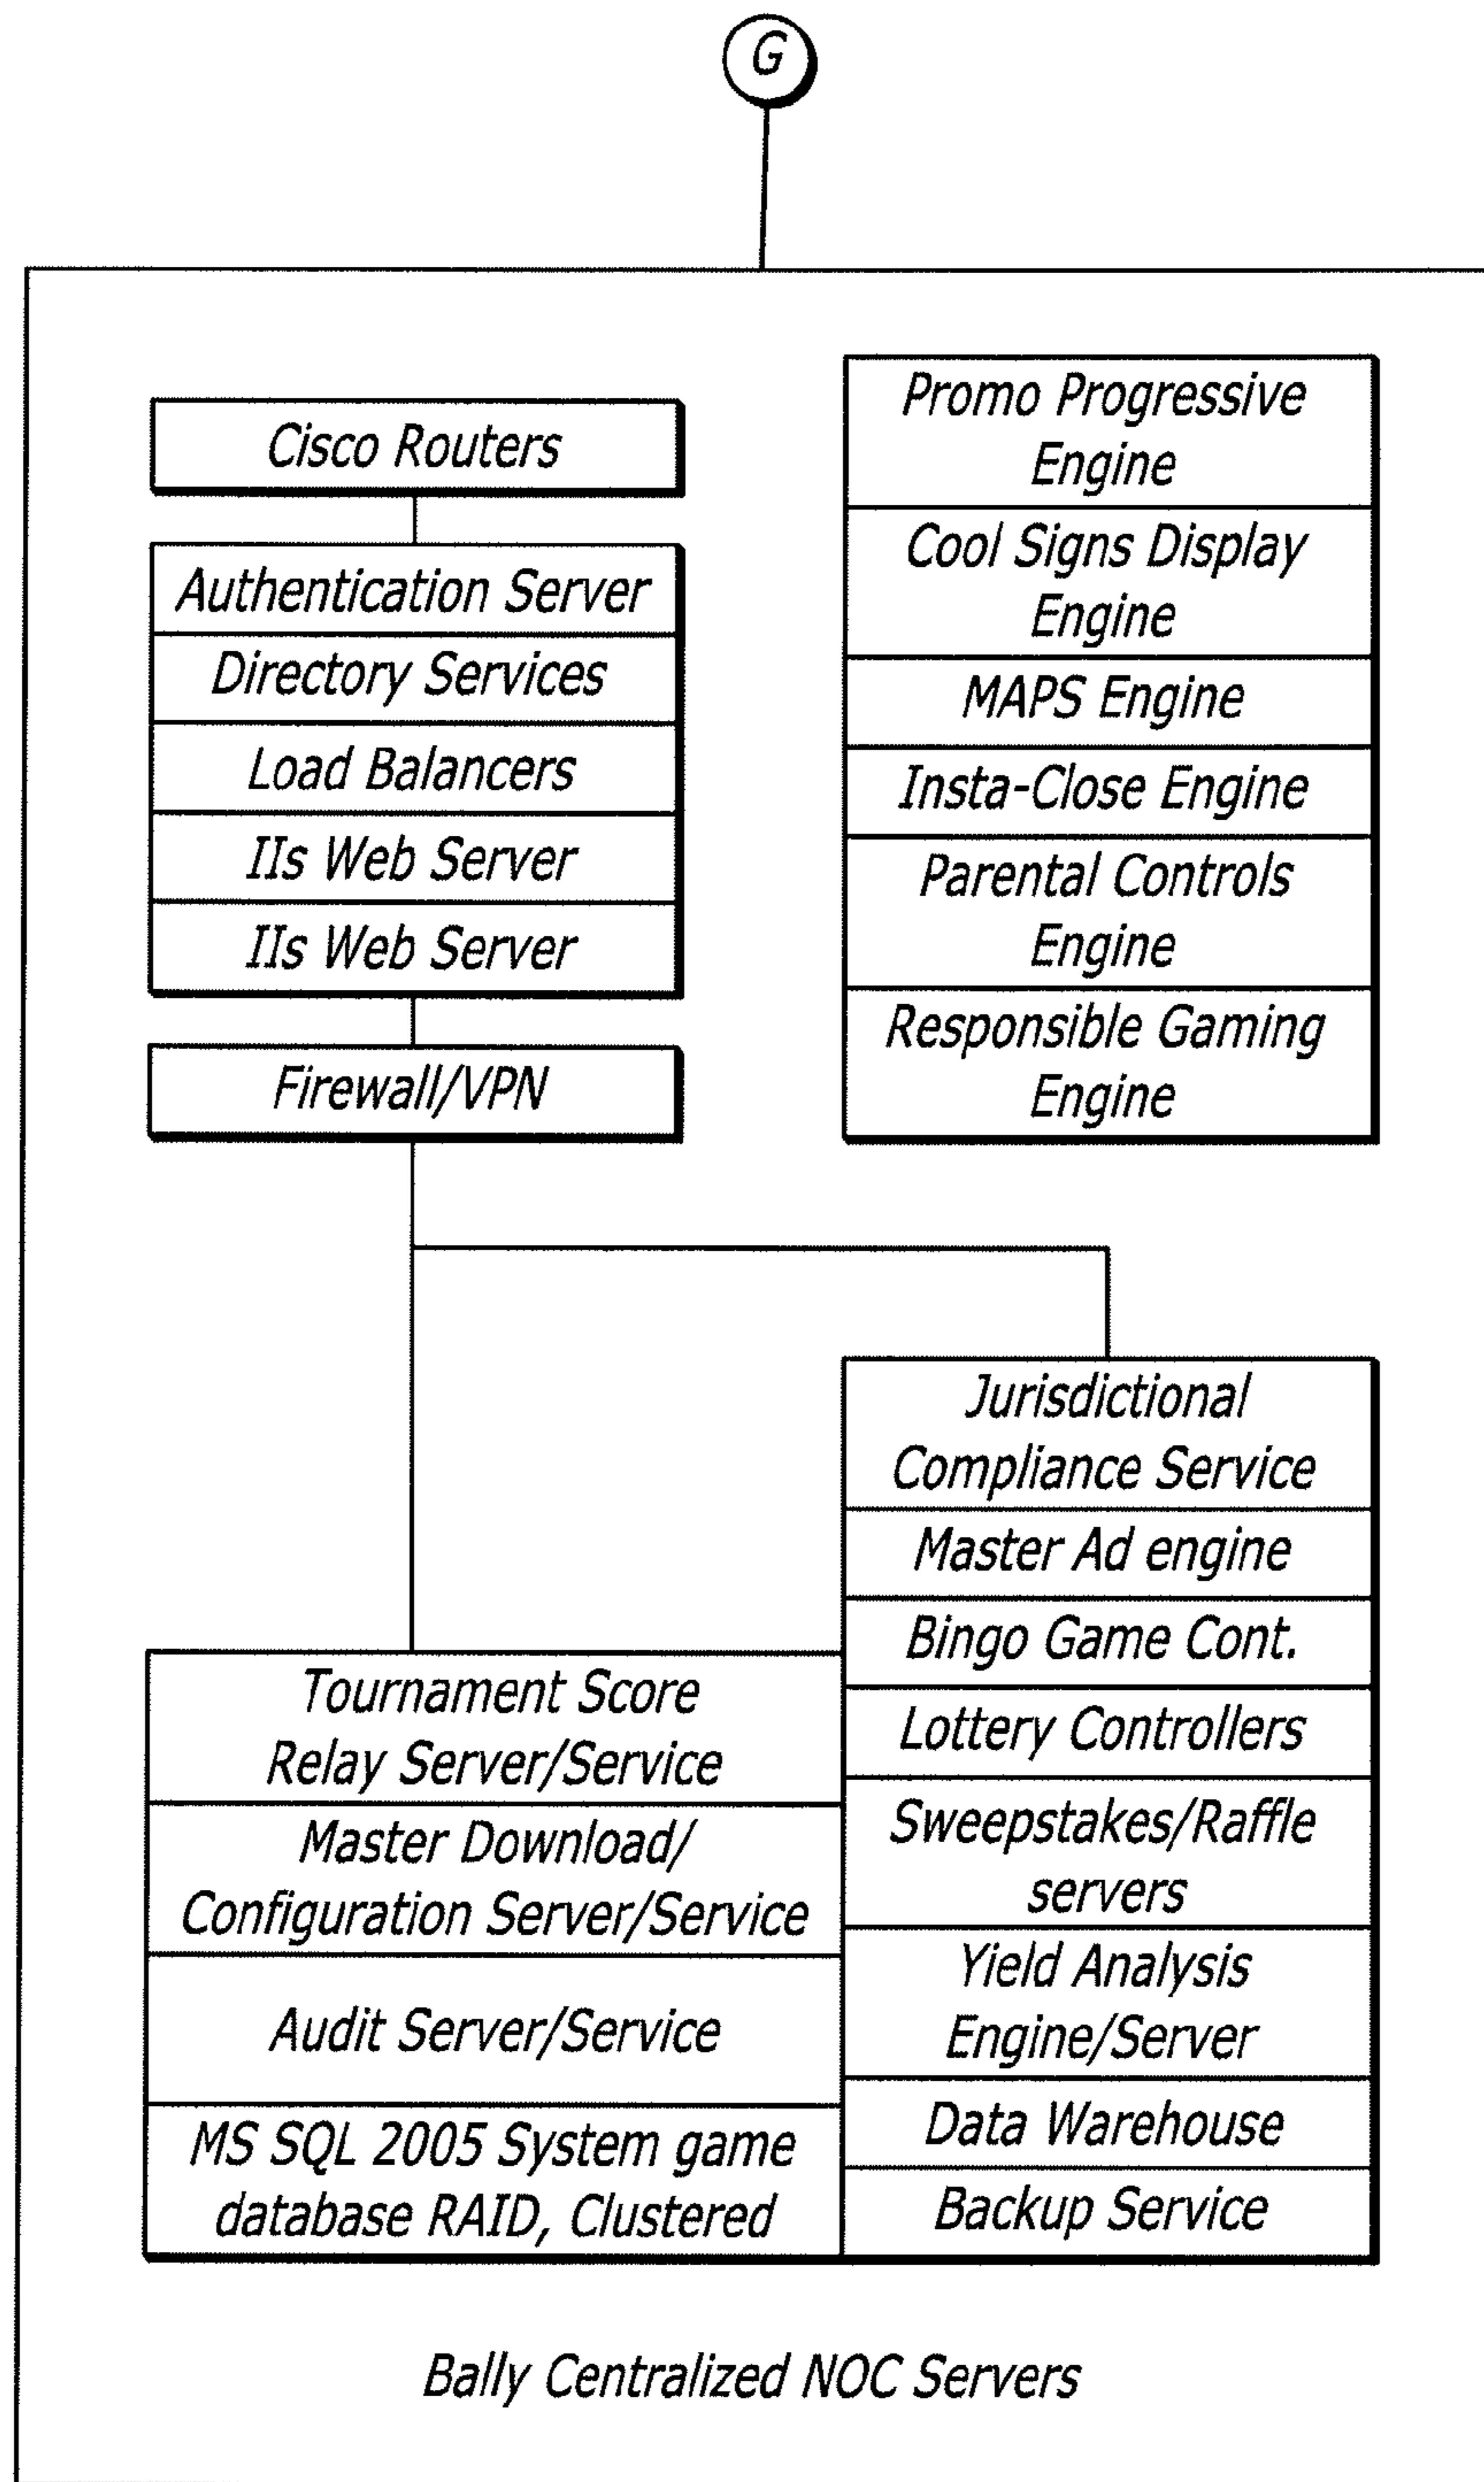 G
Cisco Routers
Authentication Server
Directory Services
Load Balancers
IIs Web Server
IIs Web Server
Firewall/VPN
Promo Progressive
Engine
Cool Signs Display
Engine
MAPS Engine
Insta-Close Engine
Parental Controls
Engine
Responsible Gaming
Engine
Tournament Score
Relay Server/Service
Master Download/
Configuration Server/Service
Audit Server/Service
MS SQL 2005 System game
database RAID, Clustered
Jurisdictional
Compliance Service
Master Ad engine
Bingo Game Cont.
Lottery Controllers
Sweepstakes/Raffle
servers
Yield Analysis
Engine/Server
Data Warehouse
Backup Service
Bally Centralized NOC Servers